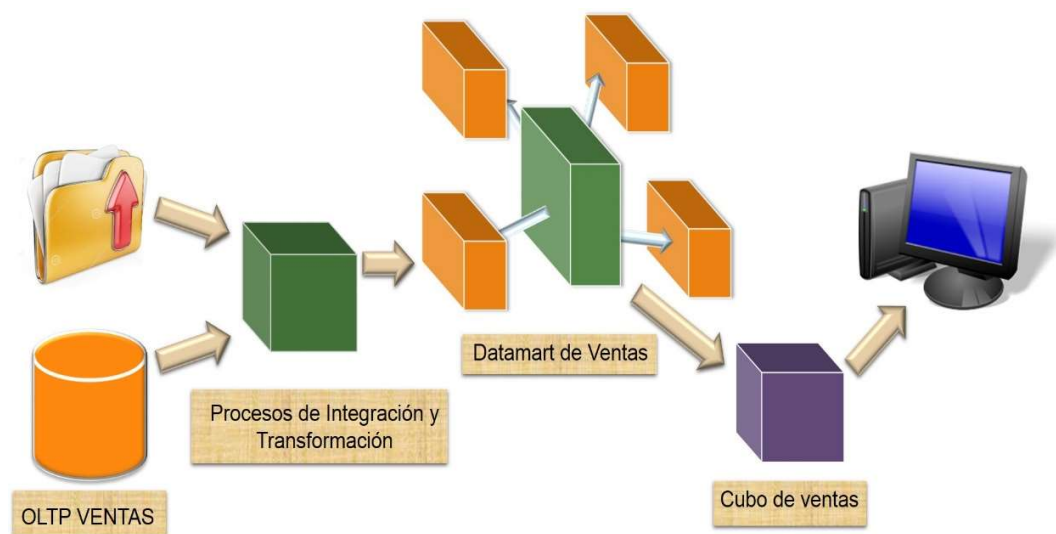 Datamart de Ventas
Procesos de Integración y
Transformación
OLTP VENTAS
Cubo de ventas